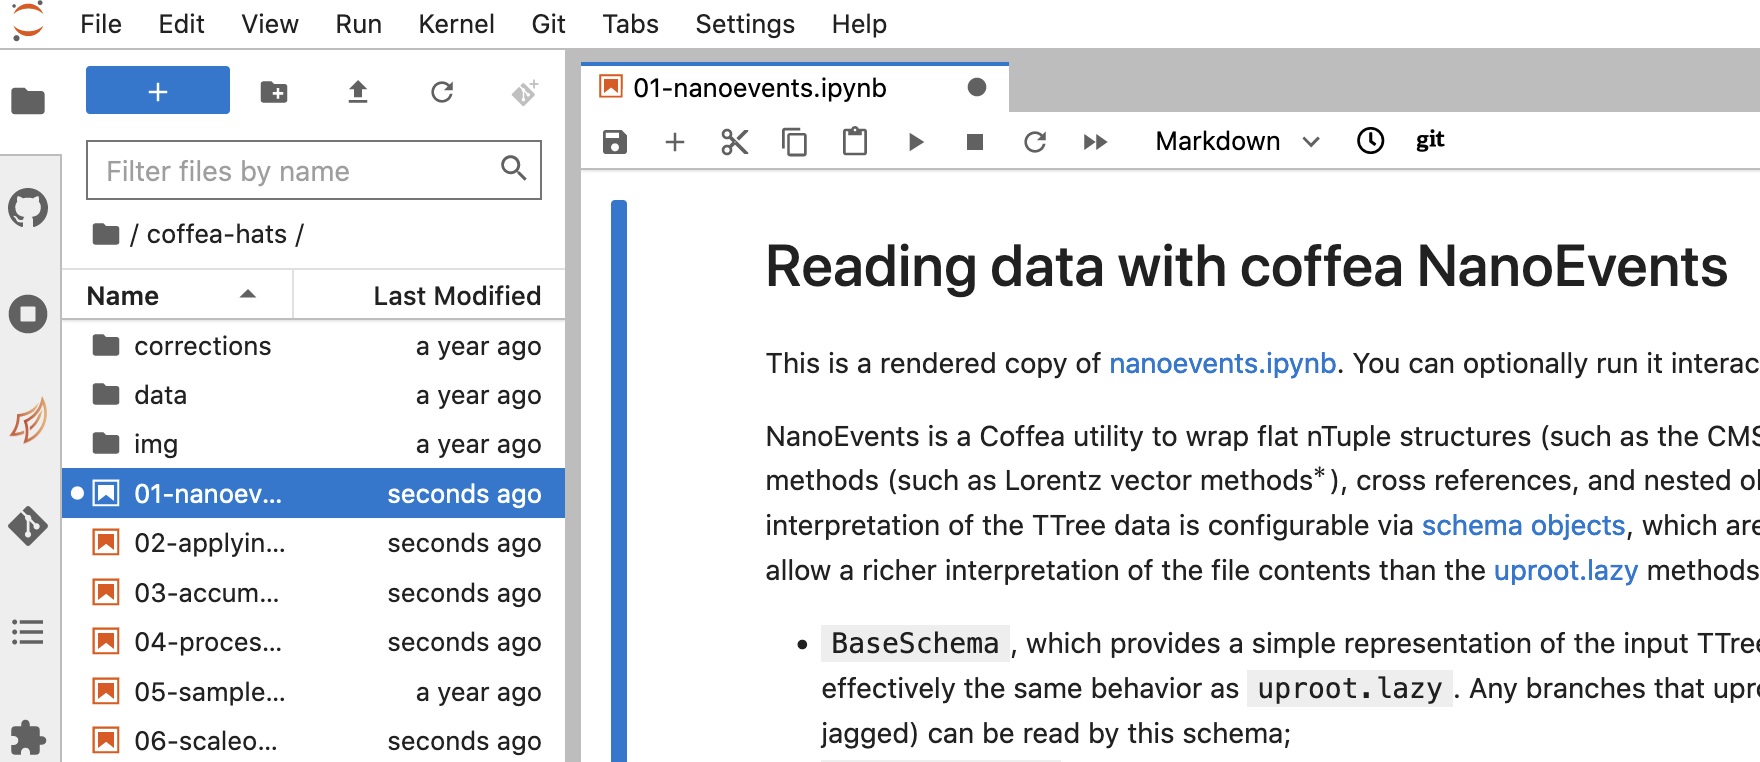 File Edit View Run Kernel Git Tabs Settings Help
01-nanoevents.ipynb
Markdown
git
Filter files by name
/ coffea-hats /
Name Last Modified
corrections a year ago
data a year ago
img a year ago
01-nanoev... seconds ago
02-applyin... seconds ago
03-accum... seconds ago
04-proces... seconds ago
05-sample... a year ago
06-scaleo... seconds ago
Reading data with coffea NanoEvents
This is a rendered copy of nanoevents.ipynb. You can optionally run it interac
NanoEvents is a Coffea utility to wrap flat nTuple structures (such as the CMS
methods (such as Lorentz vector methods*), cross references, and nested
interpretation of the TTree data is configurable via schema objects, which are
allow a richer interpretation of the file contents than the uproot.lazy methods
• BaseSchema, which provides a simple representation of the input TTree
effectively the same behavior as uproot.lazy. Any branches that upro
jagged) can be read by this schema;